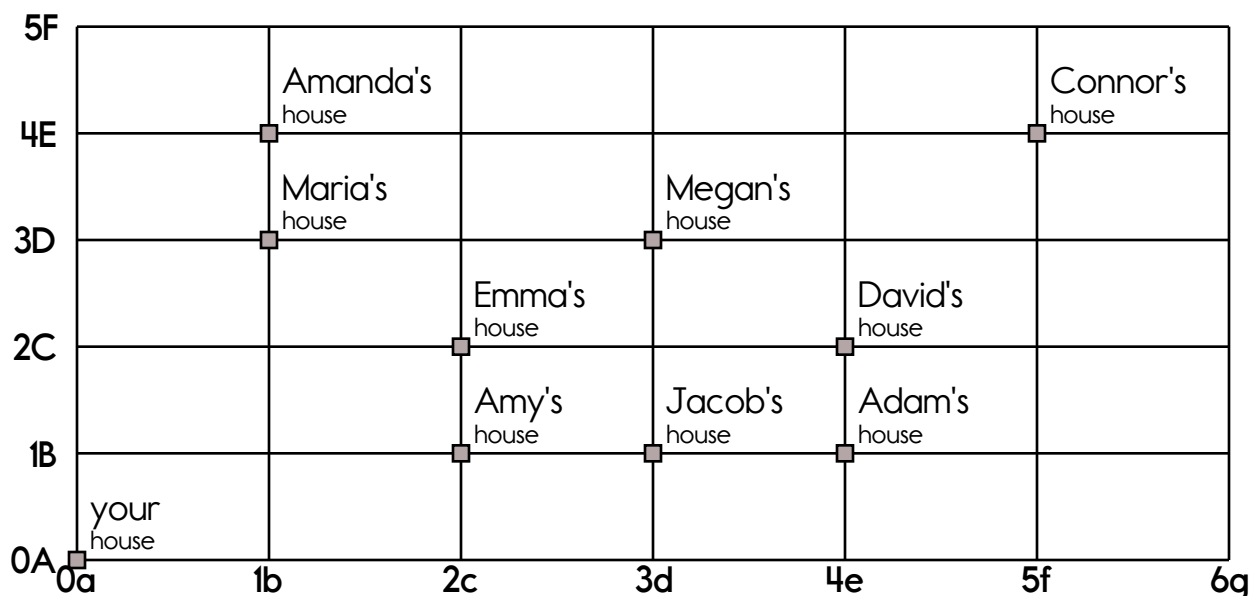 5F
Amanda's
house
Connor's
house
4E
Maria's
house
Megan's
house
3D
Emma's
house
David's
house
2C
Amy's
house
Jacob's
house
Adam's
house
1B
your
house
0A
0a 1b 2c 3d 4e 5f 6g